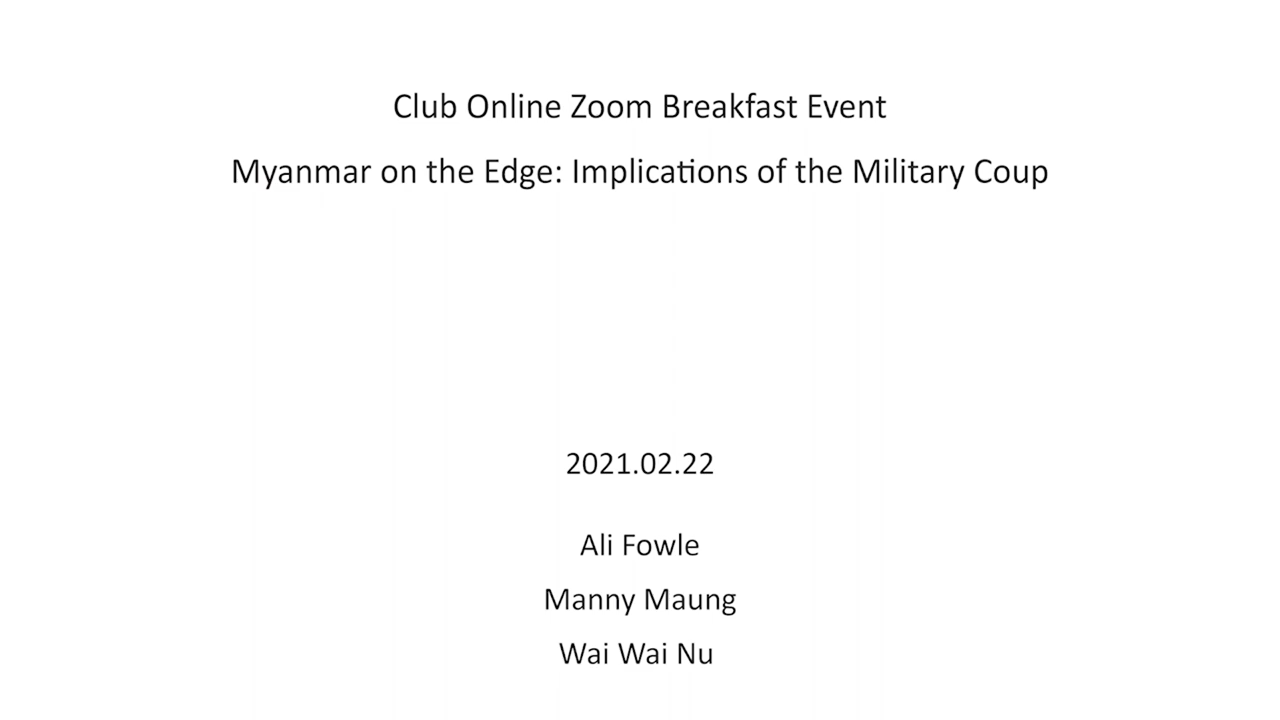 Club Online Zoom Breakfast Event
Myanmar on the Edge: Implications of the Military Coup
2021.02.22
Ali Fowle
Manny Maung
Wai Wai Nu